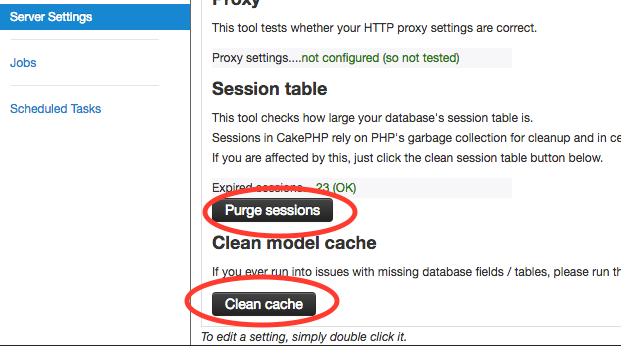 Server Settings
Jobs
Scheduled Tasks
Proxy
This tool tests whether your HTTP proxy settings are correct.
Proxy settings....not configured (so not tested)
Session table
This tool checks how large your database's session table is.
Sessions in CakePHP rely on PHP's garbage collection for cleanup and in ce
If you are affected by this, just click the clean session table button below.
Expired sessions....23 (OK)
Purge sessions
Clean model cache
If you ever run into issues with missing database fields / tables, please run th
Clean cache
To edit a setting, simply double click it.